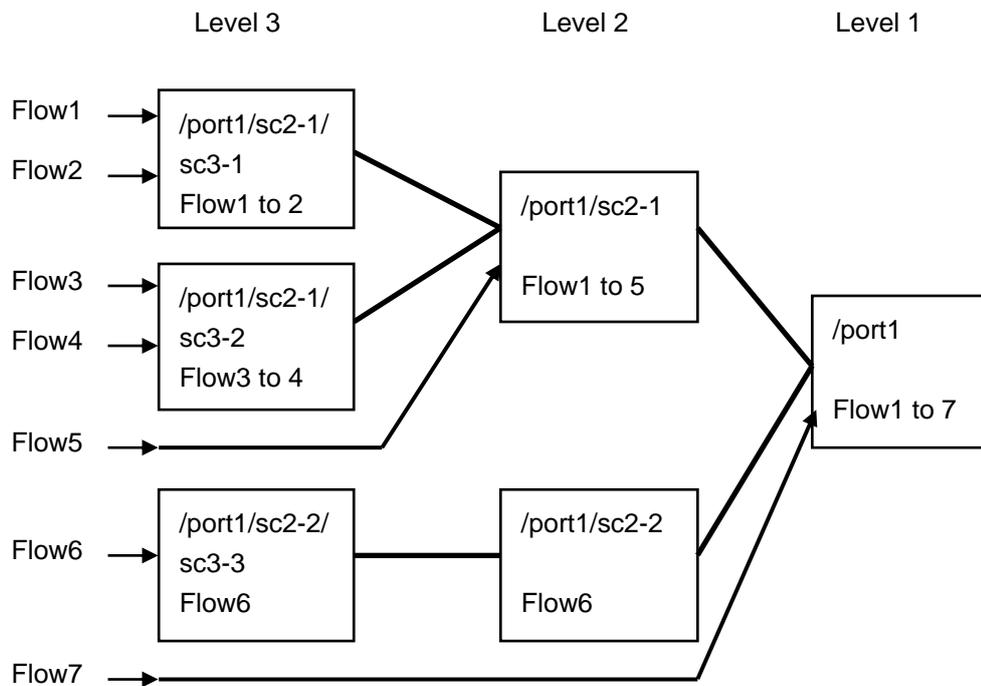 Level 3
Level 2
Level 1
Flow1
Flow2
/port1/sc2-1/
sc3-1
Flow1 to 2
/port1/sc2-1
Flow1 to 5
Flow3
Flow4
/port1/sc2-1/
sc3-2
Flow3 to 4
/port1
Flow1 to 7
Flow5
Flow6
/port1/sc2-2/
sc3-3
Flow6
/port1/sc2-2
Flow6
Flow7